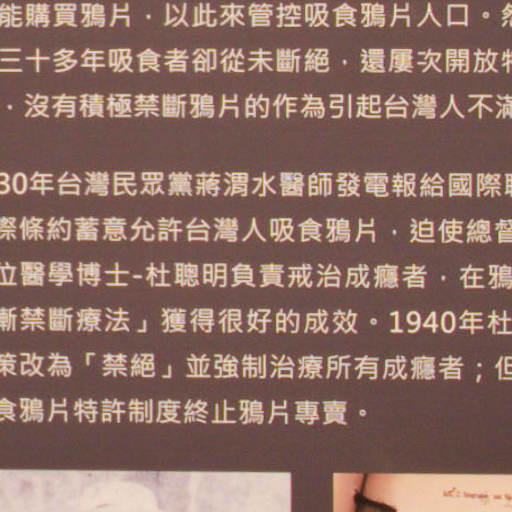 能購買鴉片，以此來管控吸食鴉片人口。
三十多年吸食者卻從未斷絕，還屢次開放特
，沒有積極禁斷鴉片的作為引起台灣人不滿
30年台灣民眾黨蔣渭水醫師發電報給國際聯
際條約蓄意允許台灣人吸食鴉片，迫使總督
位醫學博士-杜聰明負責戒治成癮者，在鴉
漸禁斷療法」獲得很好的成效。1940年杜
策改為「禁絕」並強制治療所有成癮者；但
食鴉片特許制度終止鴉片專賣。